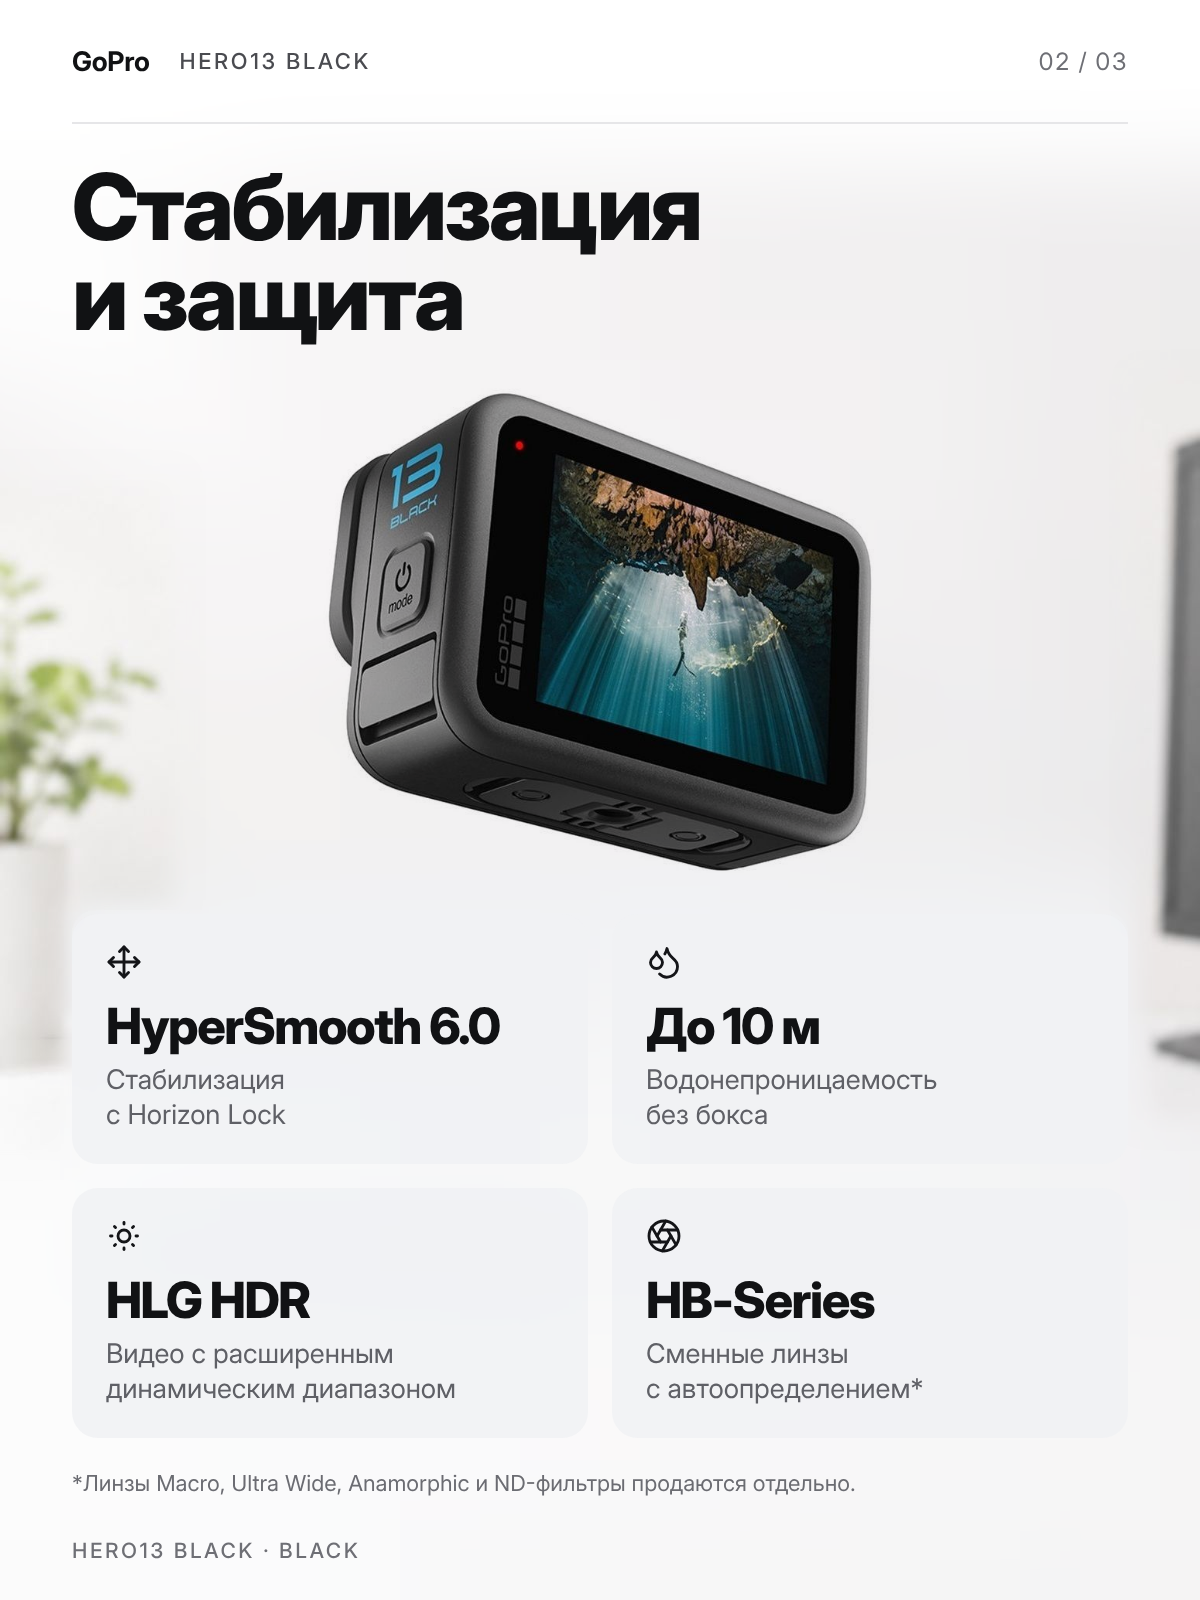 GoPro HERO13 BLACK 02 / 03
Стабилизация
и защита
13
BLACK
mode
GoPro
HyperSmooth 6.0
Стабилизация
с Horizon Lock
До 10 м
Водонепроницаемость
без бокса
HLG HDR
Видео с расширенным
динамическим диапазоном
HB-Series
Сменные линзы
с автоопределением*
*Линзы Macro, Ultra Wide, Anamorphic и ND-фильтры продаются отдельно.
HERO13 BLACK · BLACK